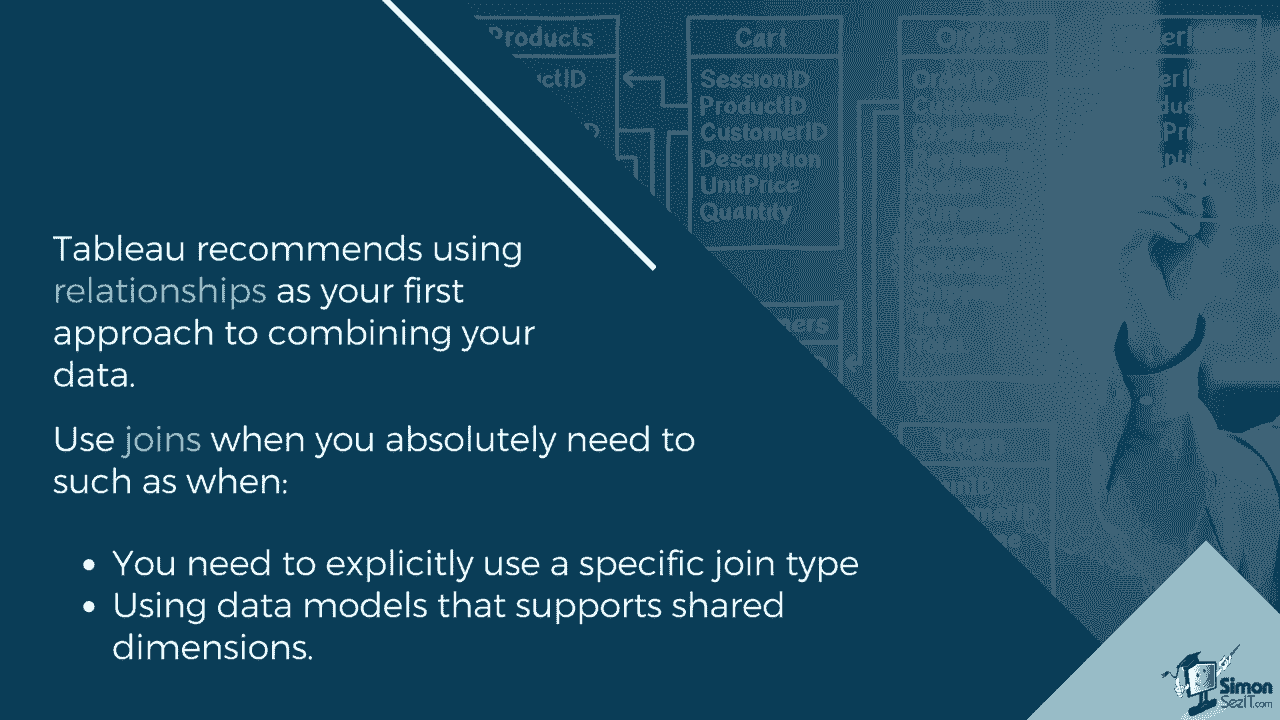 Products
Cart
SessionID
ProductID
CustomerID
Description
UnitPrice
Quantity
Tableau recommends using
relationships as your first
approach to combining your
data.
Use joins when you absolutely need to
such as when:
• You need to explicitly use a specific join type
• Using data models that supports shared
dimensions.
Simon
SezIT.com